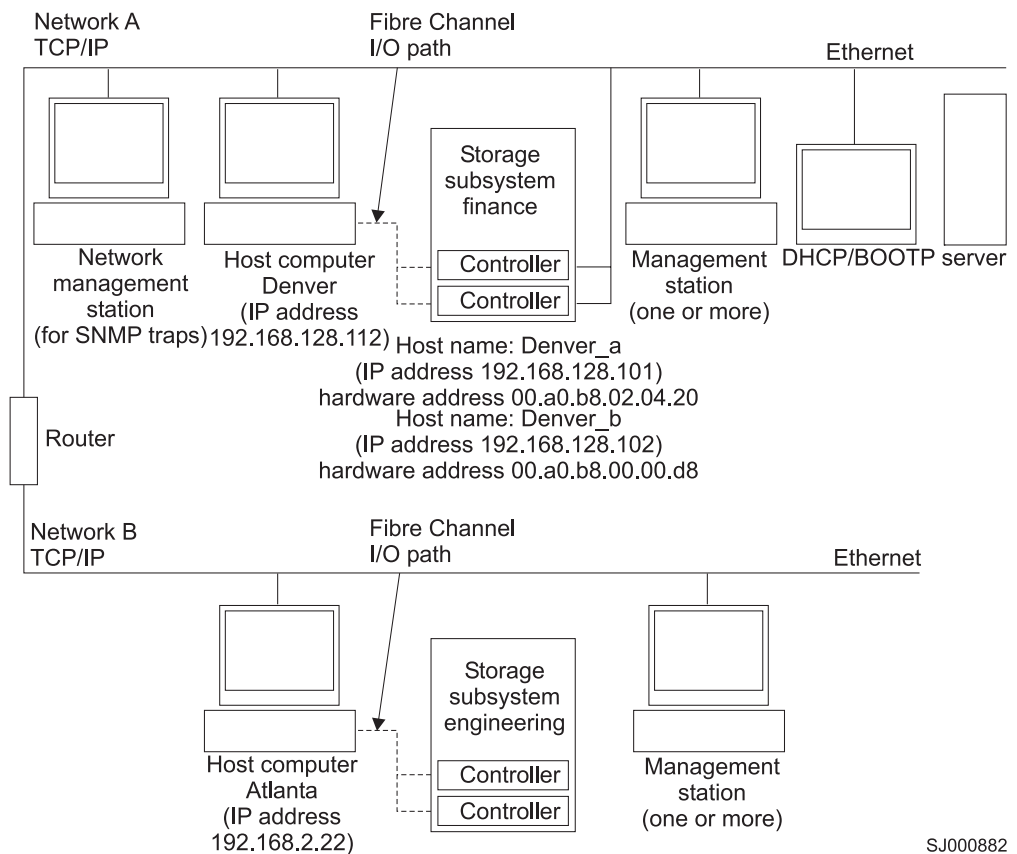 Network A
TCP/IP
Fibre Channel
I/O path
Ethernet
Storage
subsystem
finance
Controller
Controller
Network
management
station
(for SNMP traps)
Host computer
Denver
(IP address
192.168.128.112)
Management
station
(one or more)
DHCP/BOOTP server
Host name: Denver_a
(IP address 192.168.128.101)
hardware address 00.a0.b8.02.04.20
Host name: Denver_b
(IP address 192.168.128.102)
hardware address 00.a0.b8.00.00.d8
Router
Network B
TCP/IP
Fibre Channel
I/O path
Ethernet
Storage
subsystem
engineering
Controller
Controller
Host computer
Atlanta
(IP address
192.168.2.22)
Management
station
(one or more)
SJ000882